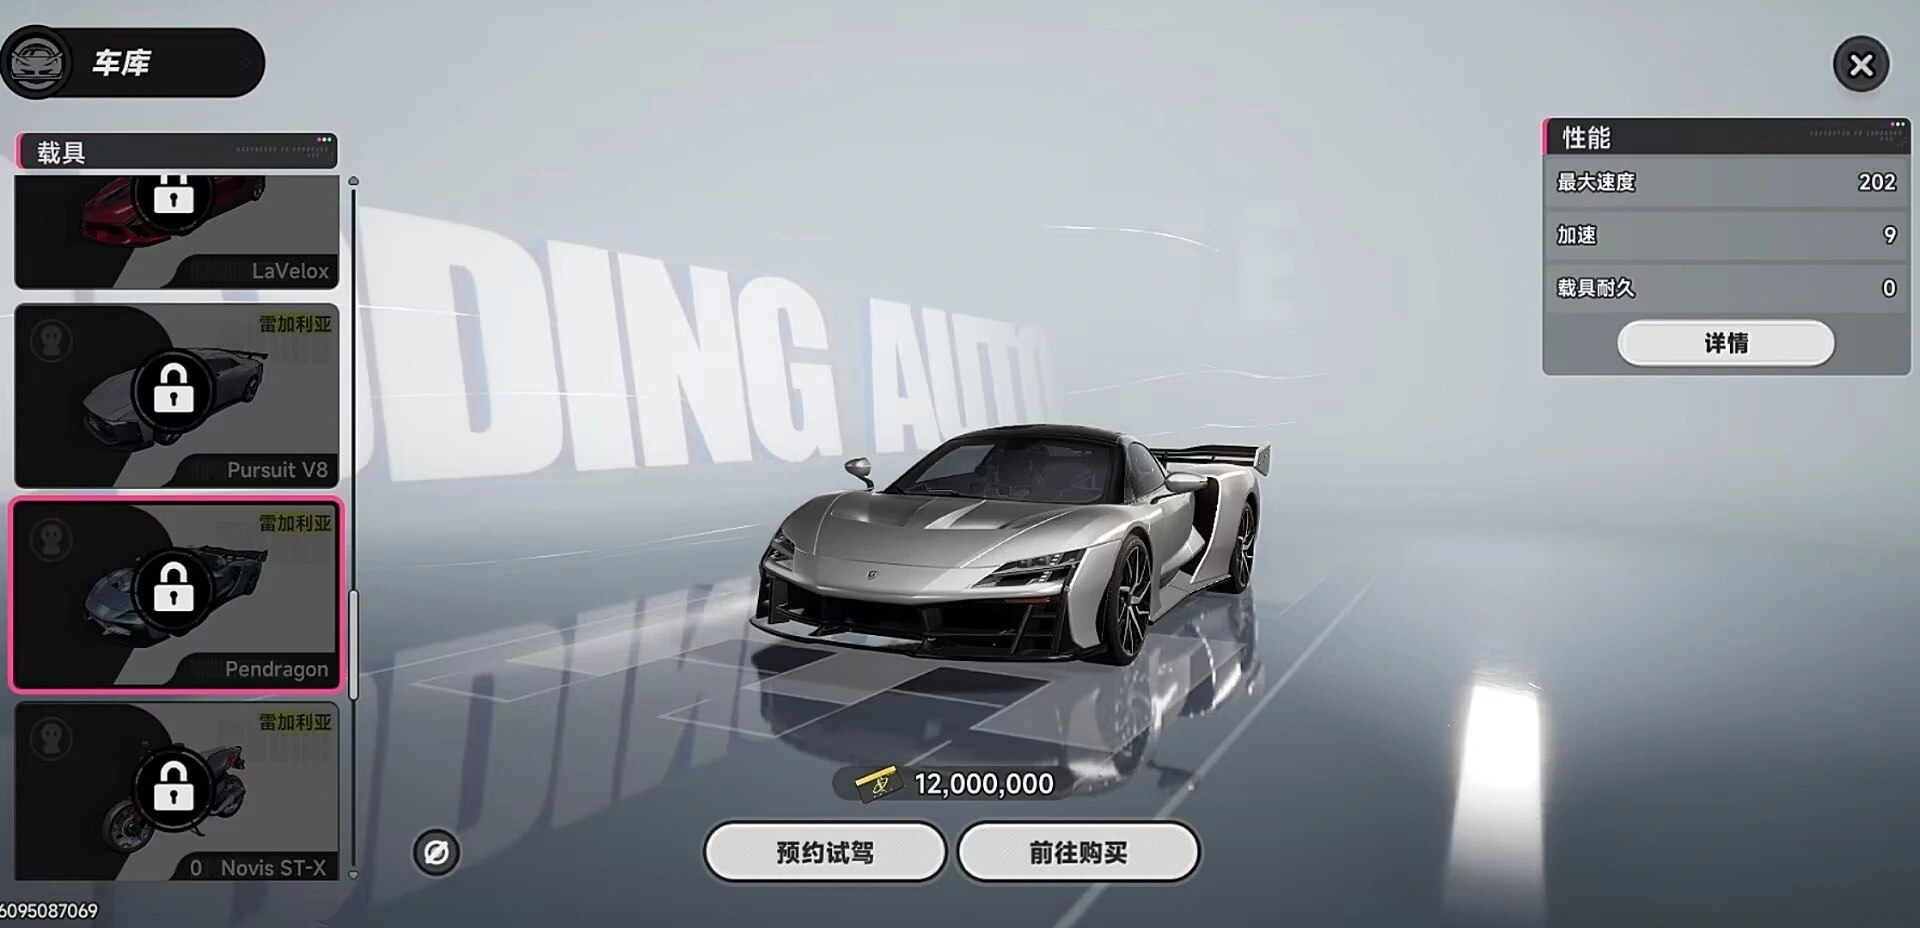 车库
载具
LaVelox
雷加利亚
Pursuit V8
雷加利亚
Pendragon
雷加利亚
0 Novis ST-X
DING AUTO
E
性能
最大速度 202
加速 9
载具耐久 0
详情
12,000,000
预约试驾
前往购买
6095087069